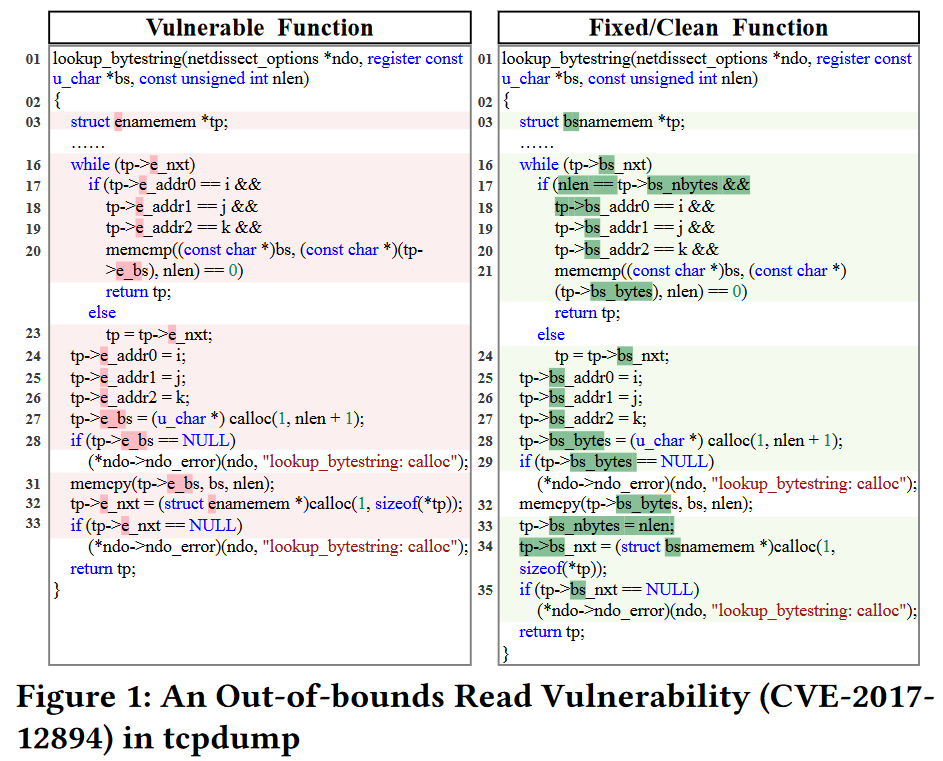 Vulnerable Function
01 lookup_bytestring(netdissect_options *ndo, register const
u_char *bs, const unsigned int nlen)
02 {
03 struct enamemem *tp;
......
16 while (tp->e_nxt)
17 if (tp->e_addr0 == i &&
18 tp->e_addr1 == j &&
19 tp->e_addr2 == k &&
20 memcmp((const char *)bs, (const char *)(tp-
>e_bs), nlen) == 0)
return tp;
else
23 tp = tp->e_nxt;
24 tp->e_addr0 = i;
25 tp->e_addr1 = j;
26 tp->e_addr2 = k;
27 tp->e_bs = (u_char *) calloc(1, nlen + 1);
28 if (tp->e_bs == NULL)
(*ndo->ndo_error)(ndo, "lookup_bytestring: calloc");
31 memcpy(tp->e_bs, bs, nlen);
32 tp->e_nxt = (struct enamemem *)calloc(1, sizeof(*tp));
33 if (tp->e_nxt == NULL)
(*ndo->ndo_error)(ndo, "lookup_bytestring: calloc");
return tp;
}
Fixed/Clean Function
01 lookup_bytestring(netdissect_options *ndo, register const
u_char *bs, const unsigned int nlen)
02 {
03 struct bsnamemem *tp;
......
16 while (tp->bs_nxt)
17 if (nlen == tp->bs_nbytes &&
18 tp->bs_addr0 == i &&
19 tp->bs_addr1 == j &&
20 tp->bs_addr2 == k &&
21 memcmp((const char *)bs, (const char *)
(tp->bs_bytes), nlen) == 0)
return tp;
else
24 tp = tp->bs_nxt;
25 tp->bs_addr0 = i;
26 tp->bs_addr1 = j;
27 tp->bs_addr2 = k;
28 tp->bs_bytes = (u_char *) calloc(1, nlen + 1);
29 if (tp->bs_bytes == NULL)
(*ndo->ndo_error)(ndo, "lookup_bytestring: calloc");
32 memcpy(tp->bs_bytes, bs, nlen);
33 tp->bs_nbytes = nlen;
34 tp->bs_nxt = (struct bsnamemem *)calloc(1,
sizeof(*tp));
35 if (tp->bs_nxt == NULL)
(*ndo->ndo_error)(ndo, "lookup_bytestring: calloc");
return tp;
}
Figure 1: An Out-of-bounds Read Vulnerability (CVE-2017-
12894) in tcpdump